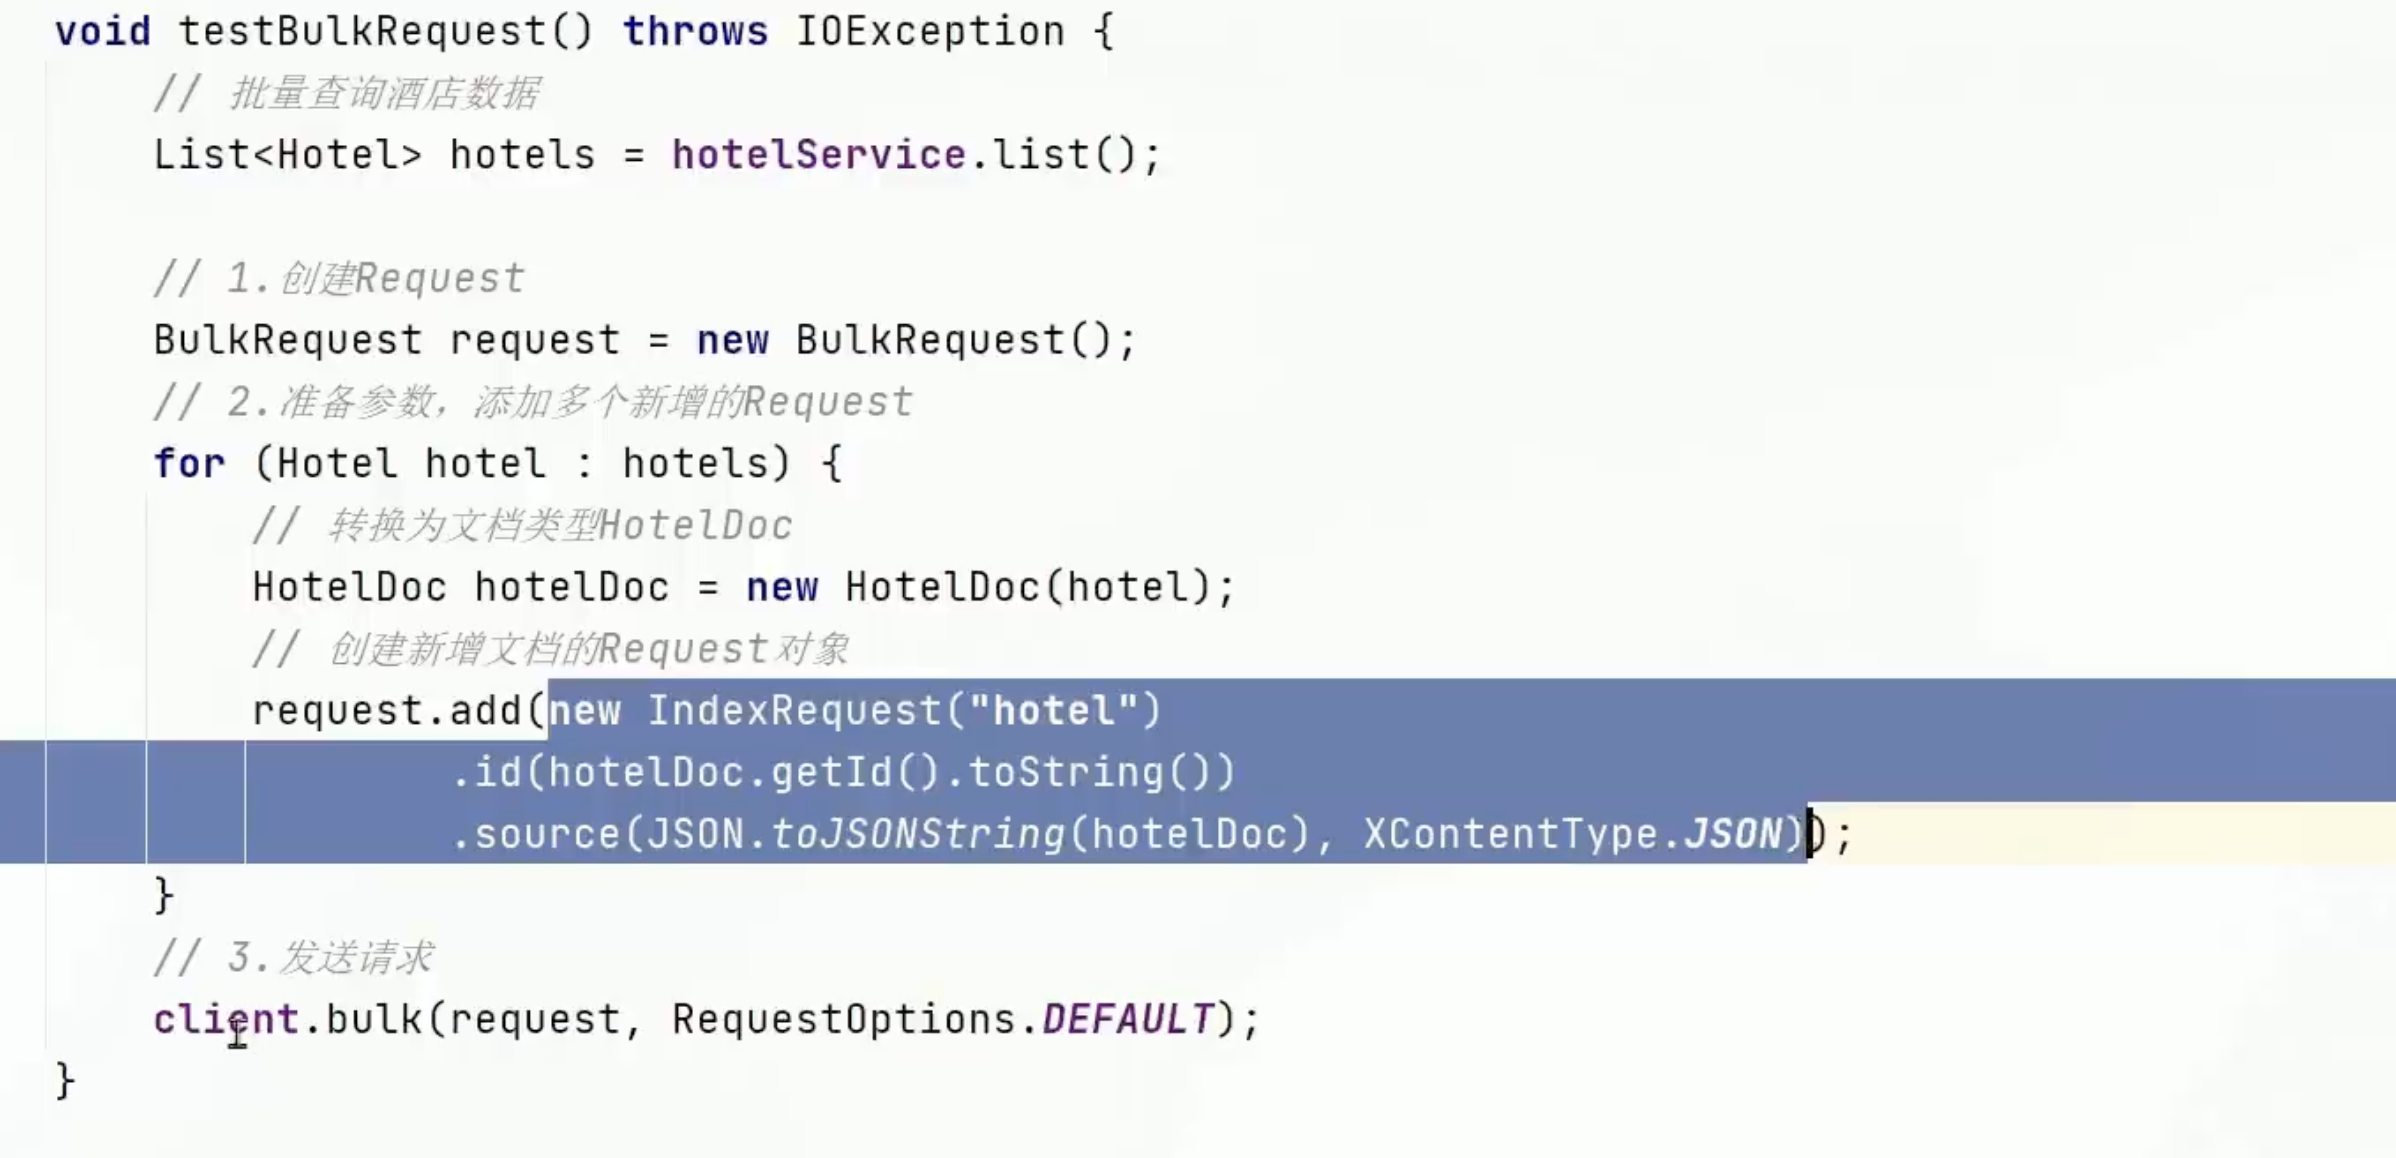 void testBulkRequest() throws IOException {
// 批量查询酒店数据
List<Hotel> hotels = hotelService.list();
// 1.创建Request
BulkRequest request = new BulkRequest();
// 2.准备参数，添加多个新增的Request
for (Hotel hotel : hotels) {
// 转换为文档类型HotelDoc
HotelDoc hotelDoc = new HotelDoc(hotel);
// 创建新增文档的Request对象
request.add(new IndexRequest("hotel")
.id(hotelDoc.getId().toString())
.source(JSON.toJSONString(hotelDoc), XContentType.JSON));
}
// 3.发送请求
client.bulk(request, RequestOptions.DEFAULT);
}